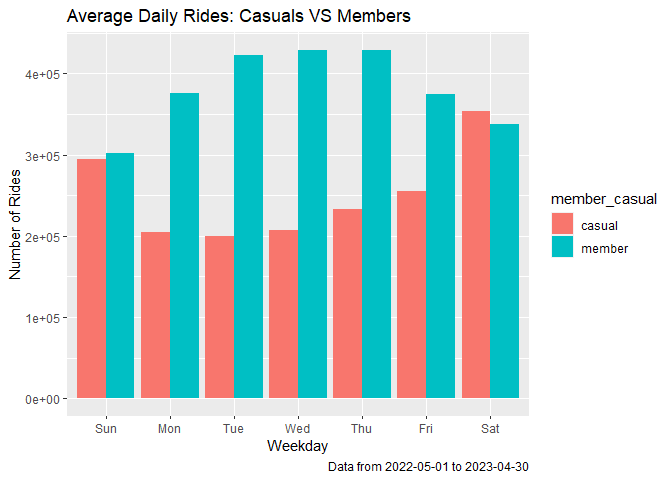 Average Daily Rides: Casuals VS Members
Number of Rides
4e+05
3e+05
2e+05
1e+05
0e+00
Sun Mon Tue Wed Thu Fri Sat
Weekday
member_casual
casual
member
Data from 2022-05-01 to 2023-04-30